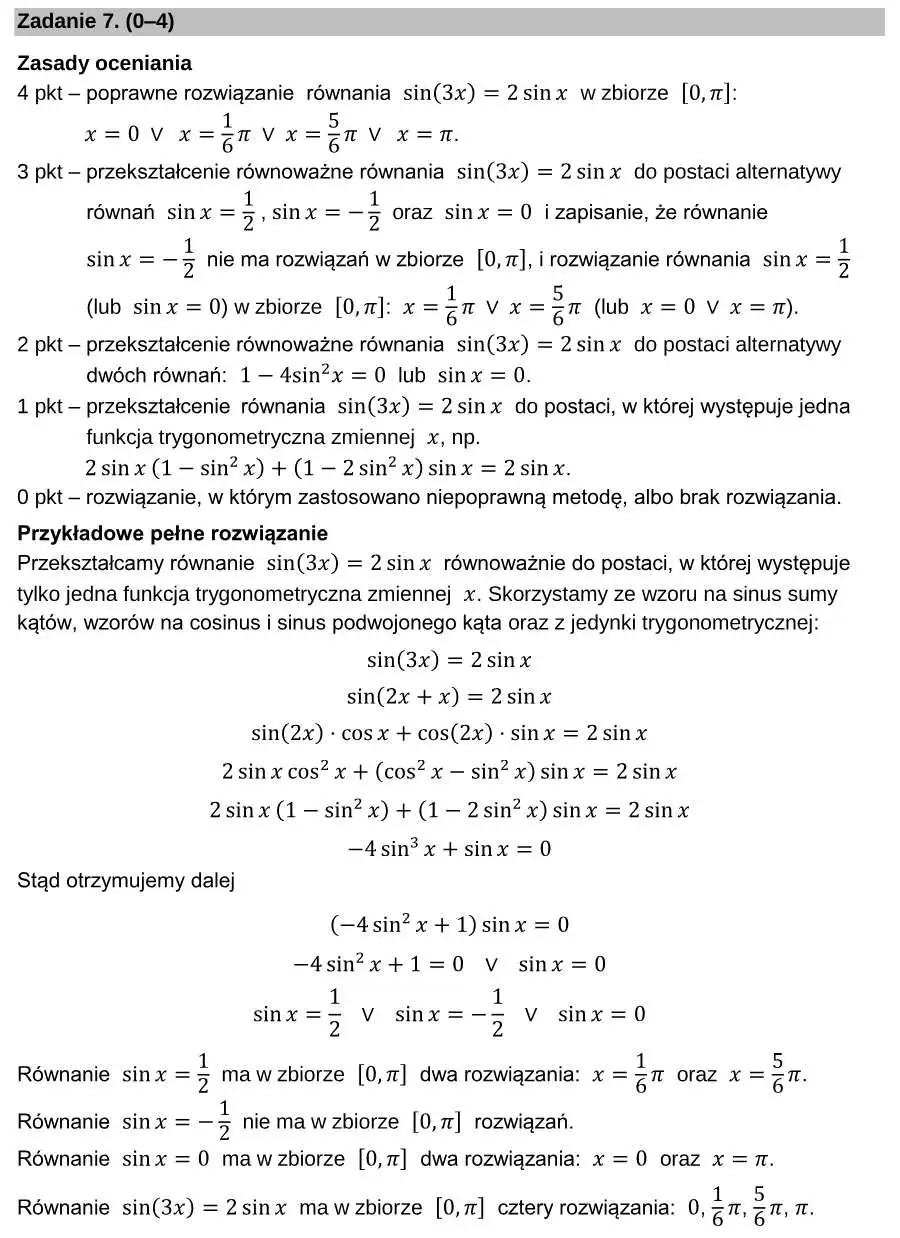 Zadanie 7. (0–4)
Zasady oceniania
4 pkt – poprawne rozwiązanie równania sin(3x) = 2 sin x w zbiorze [0, π]:
x = 0 ∨ x = 1/6 π ∨ x = 5/6 π ∨ x = π.
3 pkt – przekształcenie równoważne równania sin(3x) = 2 sin x do postaci alternatywy
równań sin x = 1/2 , sin x = − 1/2 oraz sin x = 0 i zapisanie, że równanie
sin x = − 1/2 nie ma rozwiązań w zbiorze [0, π], i rozwiązanie równania sin x = 1/2
(lub sin x = 0) w zbiorze [0, π]: x = 1/6 π ∨ x = 5/6 π (lub x = 0 ∨ x = π).
2 pkt – przekształcenie równoważne równania sin(3x) = 2 sin x do postaci alternatywy
dwóch równań: 1 − 4sin²x = 0 lub sin x = 0.
1 pkt – przekształcenie równania sin(3x) = 2 sin x do postaci, w której występuje jedna
funkcja trygonometryczna zmiennej x, np.
2 sin x (1 − sin² x) + (1 − 2 sin² x) sin x = 2 sin x.
0 pkt – rozwiązanie, w którym zastosowano niepoprawną metodę, albo brak rozwiązania.
Przykładowe pełne rozwiązanie
Przekształcamy równanie sin(3x) = 2 sin x równoważnie do postaci, w której występuje
tylko jedna funkcja trygonometryczna zmiennej x. Skorzystamy ze wzoru na sinus sumy
kątów, wzorów na cosinus i sinus podwojonego kąta oraz z jedynki trygonometrycznej:
sin(3x) = 2 sin x
sin(2x + x) = 2 sin x
sin(2x) · cos x + cos(2x) · sin x = 2 sin x
2 sin x cos² x + (cos² x − sin² x) sin x = 2 sin x
2 sin x (1 − sin² x) + (1 − 2 sin² x) sin x = 2 sin x
−4 sin³ x + sin x = 0
Stąd otrzymujemy dalej
(−4 sin² x + 1) sin x = 0
−4 sin² x + 1 = 0 ∨ sin x = 0
sin x = 1/2 ∨ sin x = − 1/2 ∨ sin x = 0
Równanie sin x = 1/2 ma w zbiorze [0, π] dwa rozwiązania: x = 1/6 π oraz x = 5/6 π.
Równanie sin x = − 1/2 nie ma w zbiorze [0, π] rozwiązań.
Równanie sin x = 0 ma w zbiorze [0, π] dwa rozwiązania: x = 0 oraz x = π.
Równanie sin(3x) = 2 sin x ma w zbiorze [0, π] cztery rozwiązania: 0, 1/6 π, 5/6 π, π.